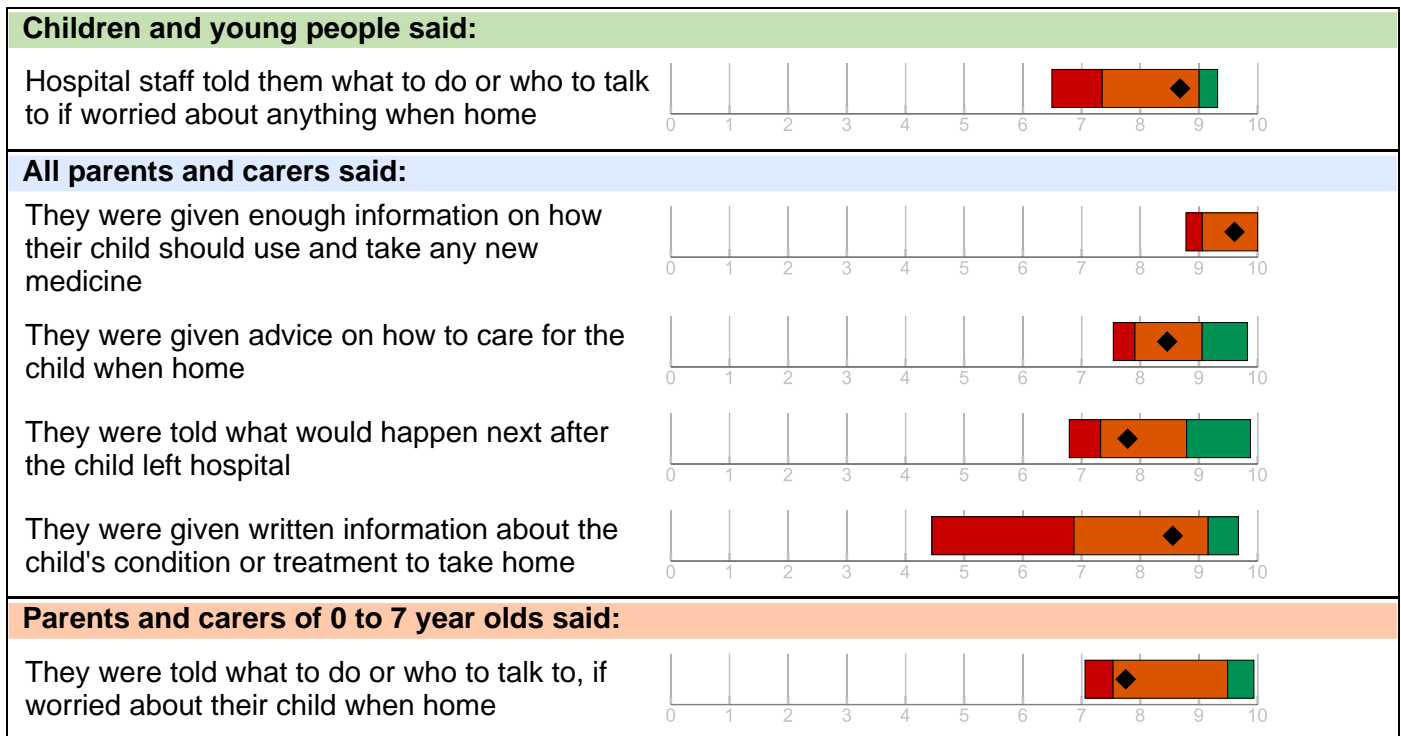 Children and young people said:
Hospital staff told them what to do or who to talk
to if worried about anything when home
0 1 2 3 4 5 6 7 8 9 10
All parents and carers said:
They were given enough information on how
their child should use and take any new
medicine
0 1 2 3 4 5 6 7 8 9 10
They were given advice on how to care for the
child when home
0 1 2 3 4 5 6 7 8 9 10
They were told what would happen next after
the child left hospital
0 1 2 3 4 5 6 7 8 9 10
They were given written information about the
child's condition or treatment to take home
0 1 2 3 4 5 6 7 8 9 10
Parents and carers of 0 to 7 year olds said:
They were told what to do or who to talk to, if
worried about their child when home
0 1 2 3 4 5 6 7 8 9 10